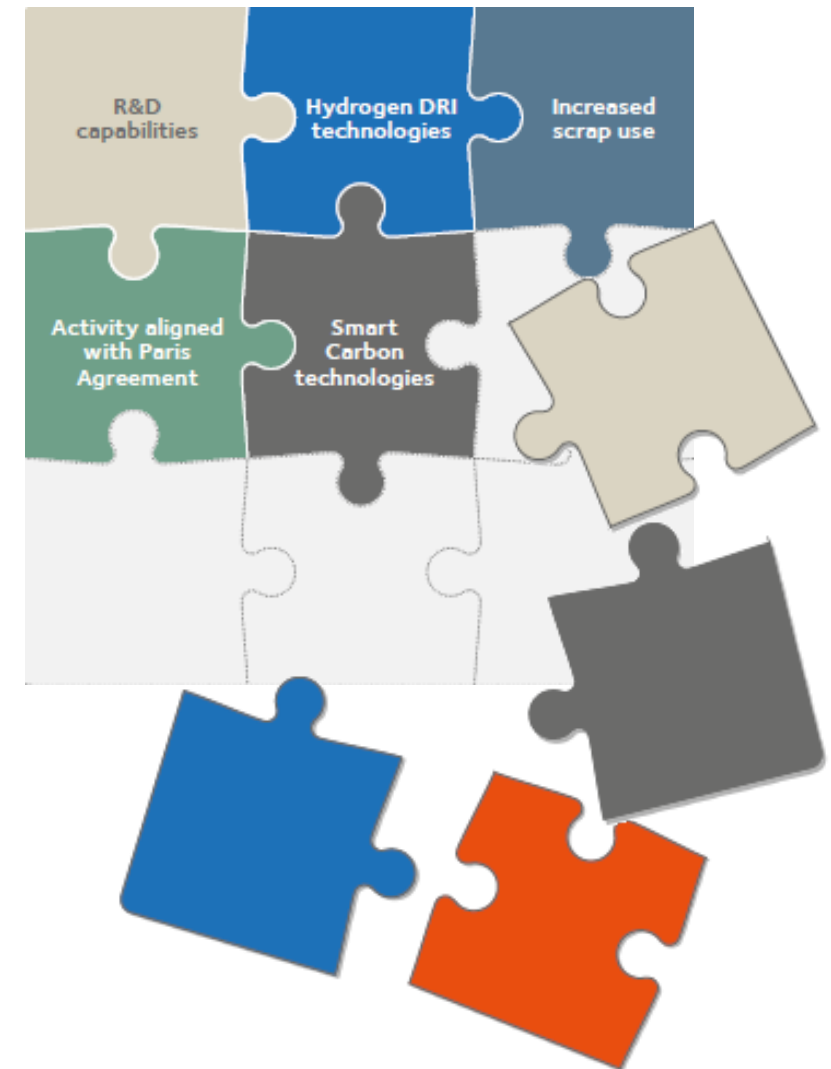 R&D
capabilities
Hydrogen DRI
technologies
Increased
scrap use
Activity aligned
with Paris
Agreement
Smart
Carbon
technologies